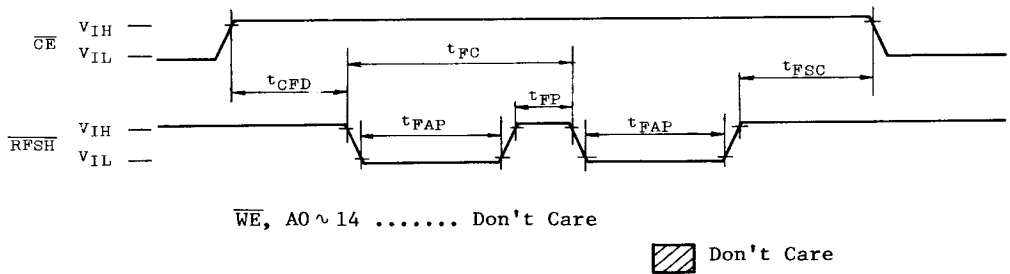 CE
VIH
VIL
tFC
tCFD
tFSC
tFP
RFSH
VIH
VIL
tFAP
tFAP
WE, A0 ~ 14 ....... Don't Care
Don't Care